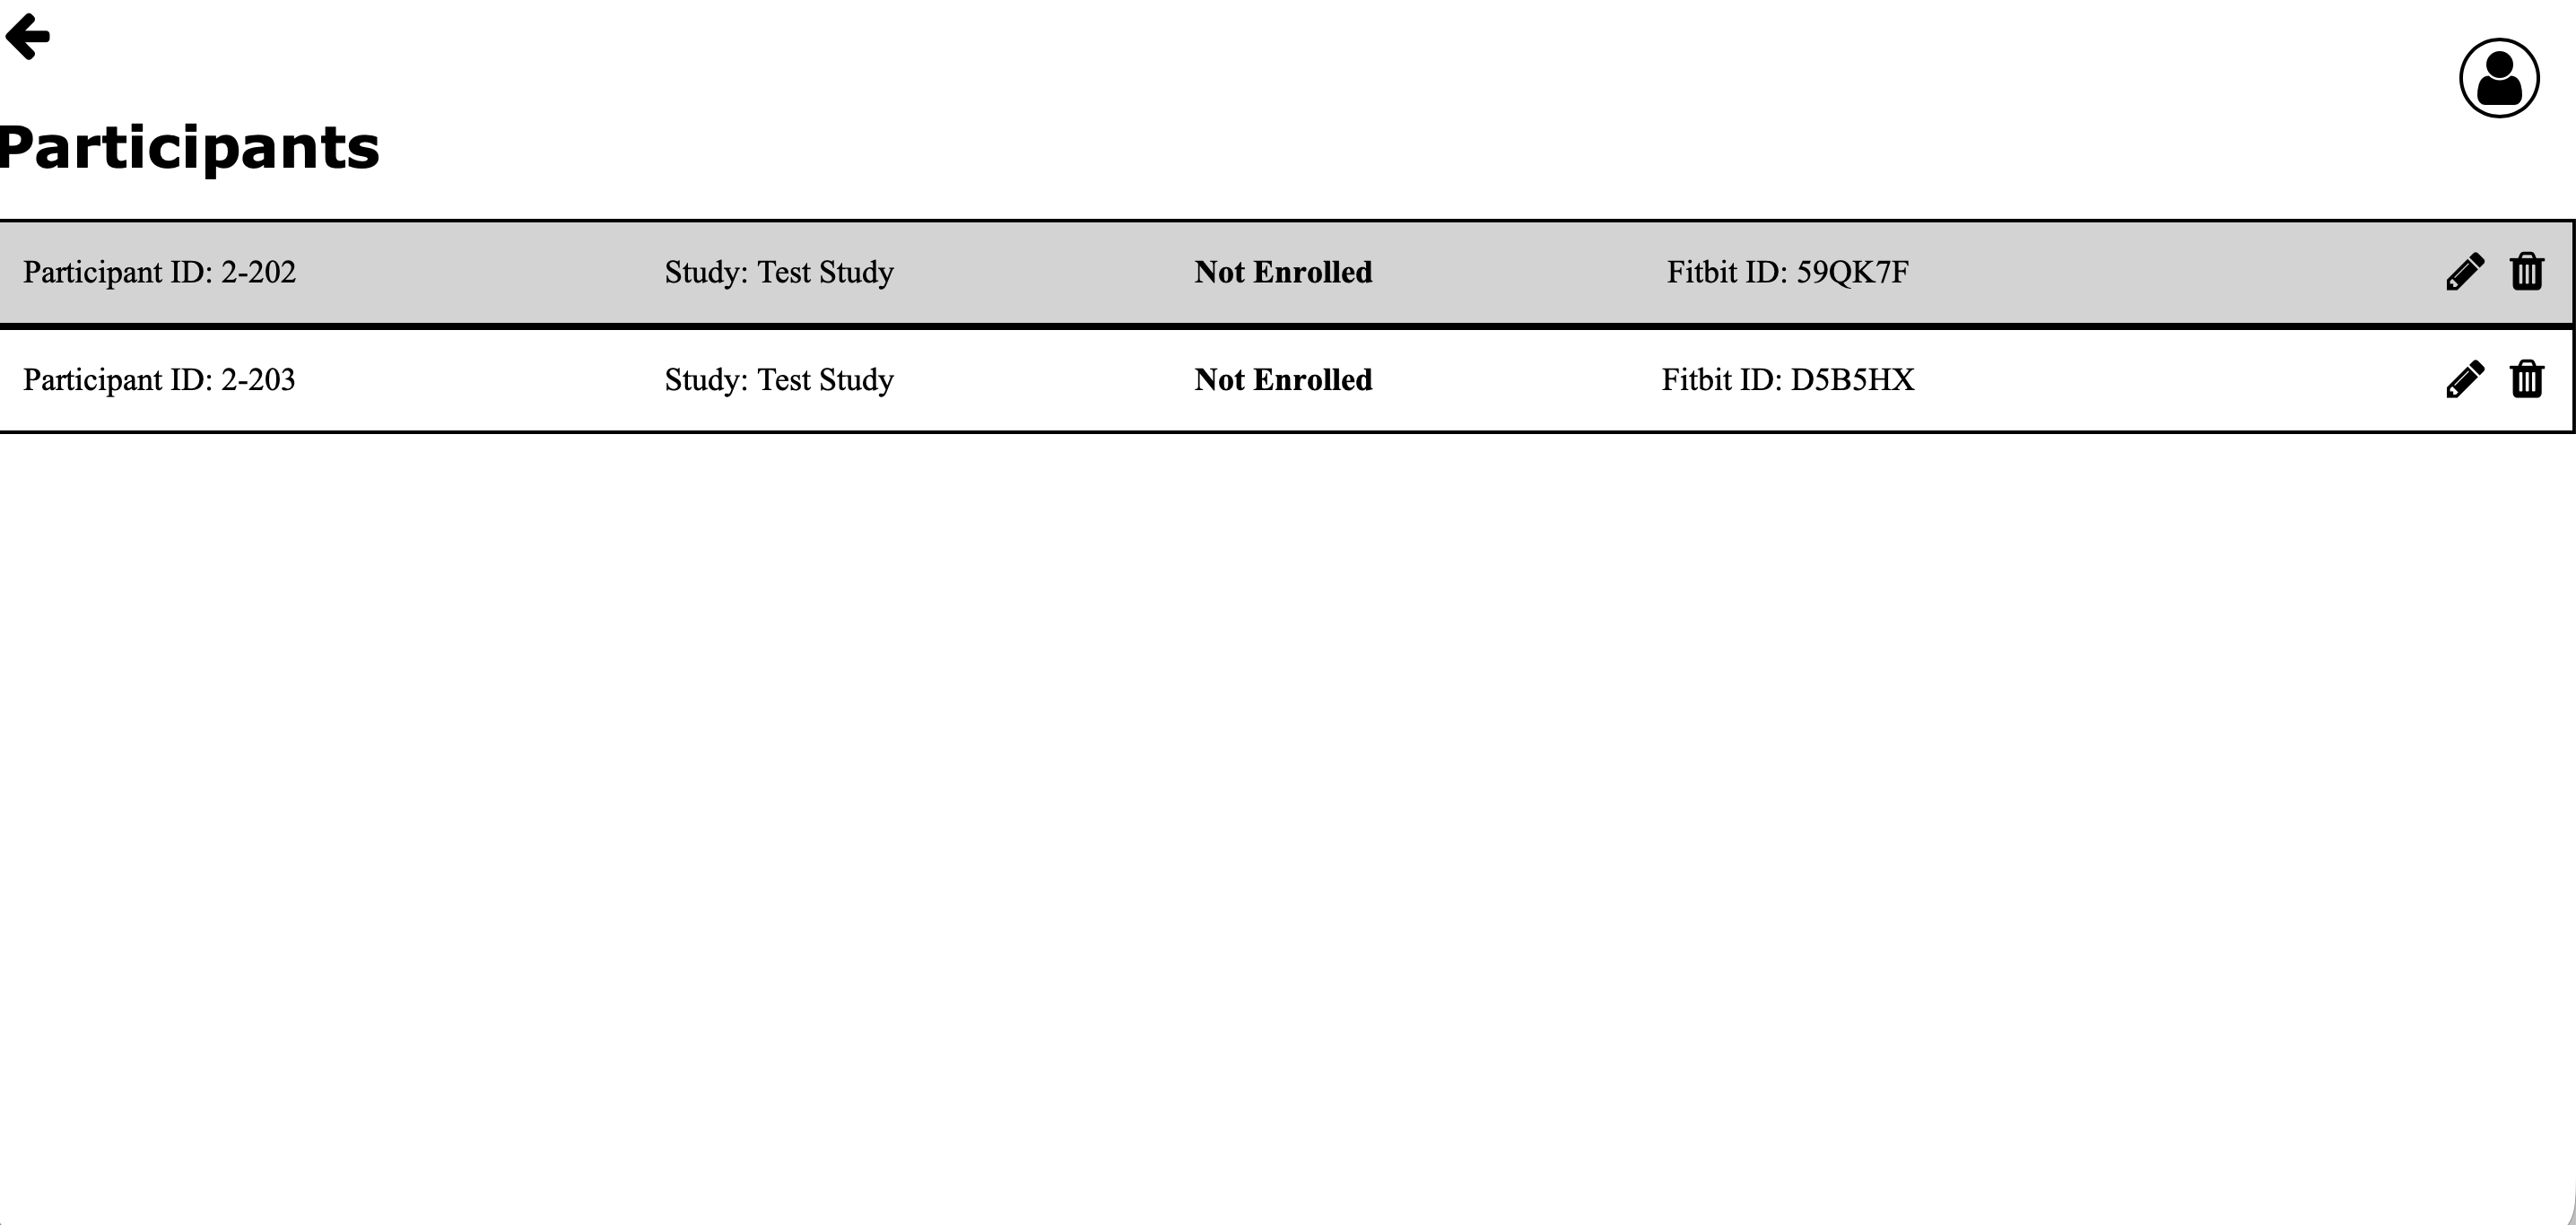 Participants
Participant ID: 2-202 Study: Test Study Not Enrolled Fitbit ID: 59QK7F
Participant ID: 2-203 Study: Test Study Not Enrolled Fitbit ID: D5B5HX